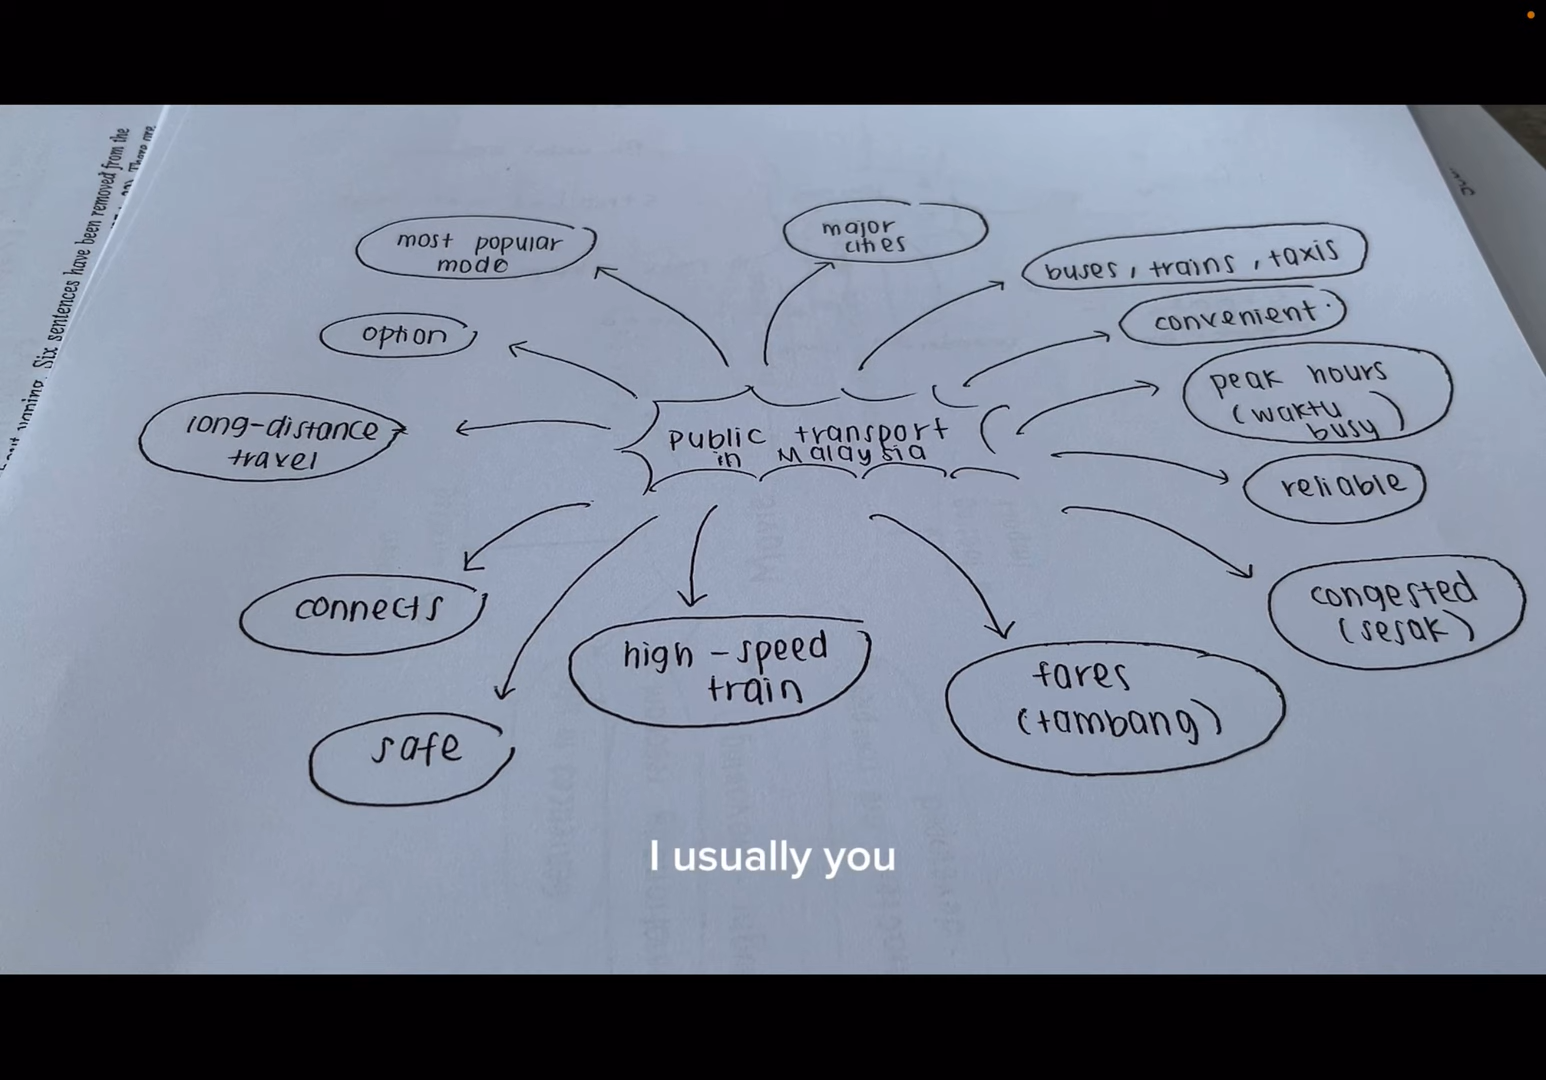 Six sentences have been removed from the
most popular
mode
major
cities
buses, trains, taxis
option
convenient.
peak hours
(waktu
busy)
long-distance
travel
public transport
in Malaysia
reliable
connects
high-speed
train
congested
(sesak)
fares
(tambang)
safe
I usually you